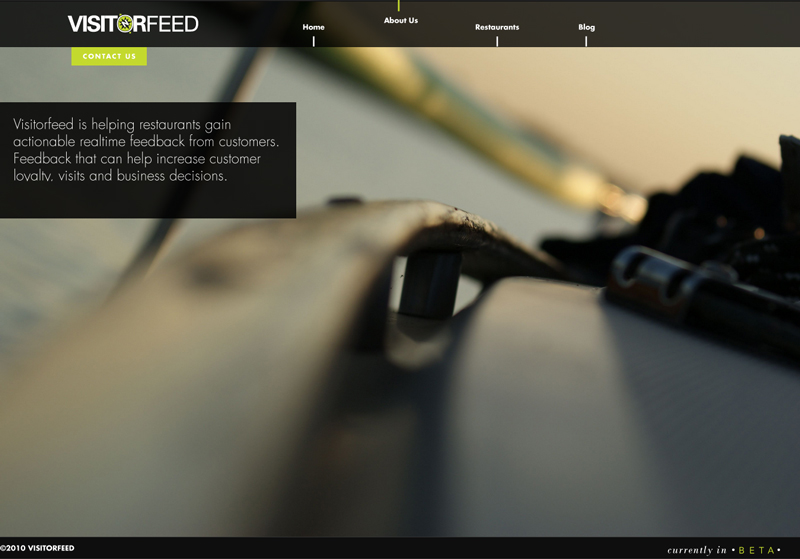 VISITORFEED
Home
About Us
Restaurants
Blog
CONTACT US
Visitorfeed is helping restaurants gain
actionable realtime feedback from customers.
Feedback that can help increase customer
loyalty, visits and business decisions.
©2010 VISITORFEED
currently in • BETA •